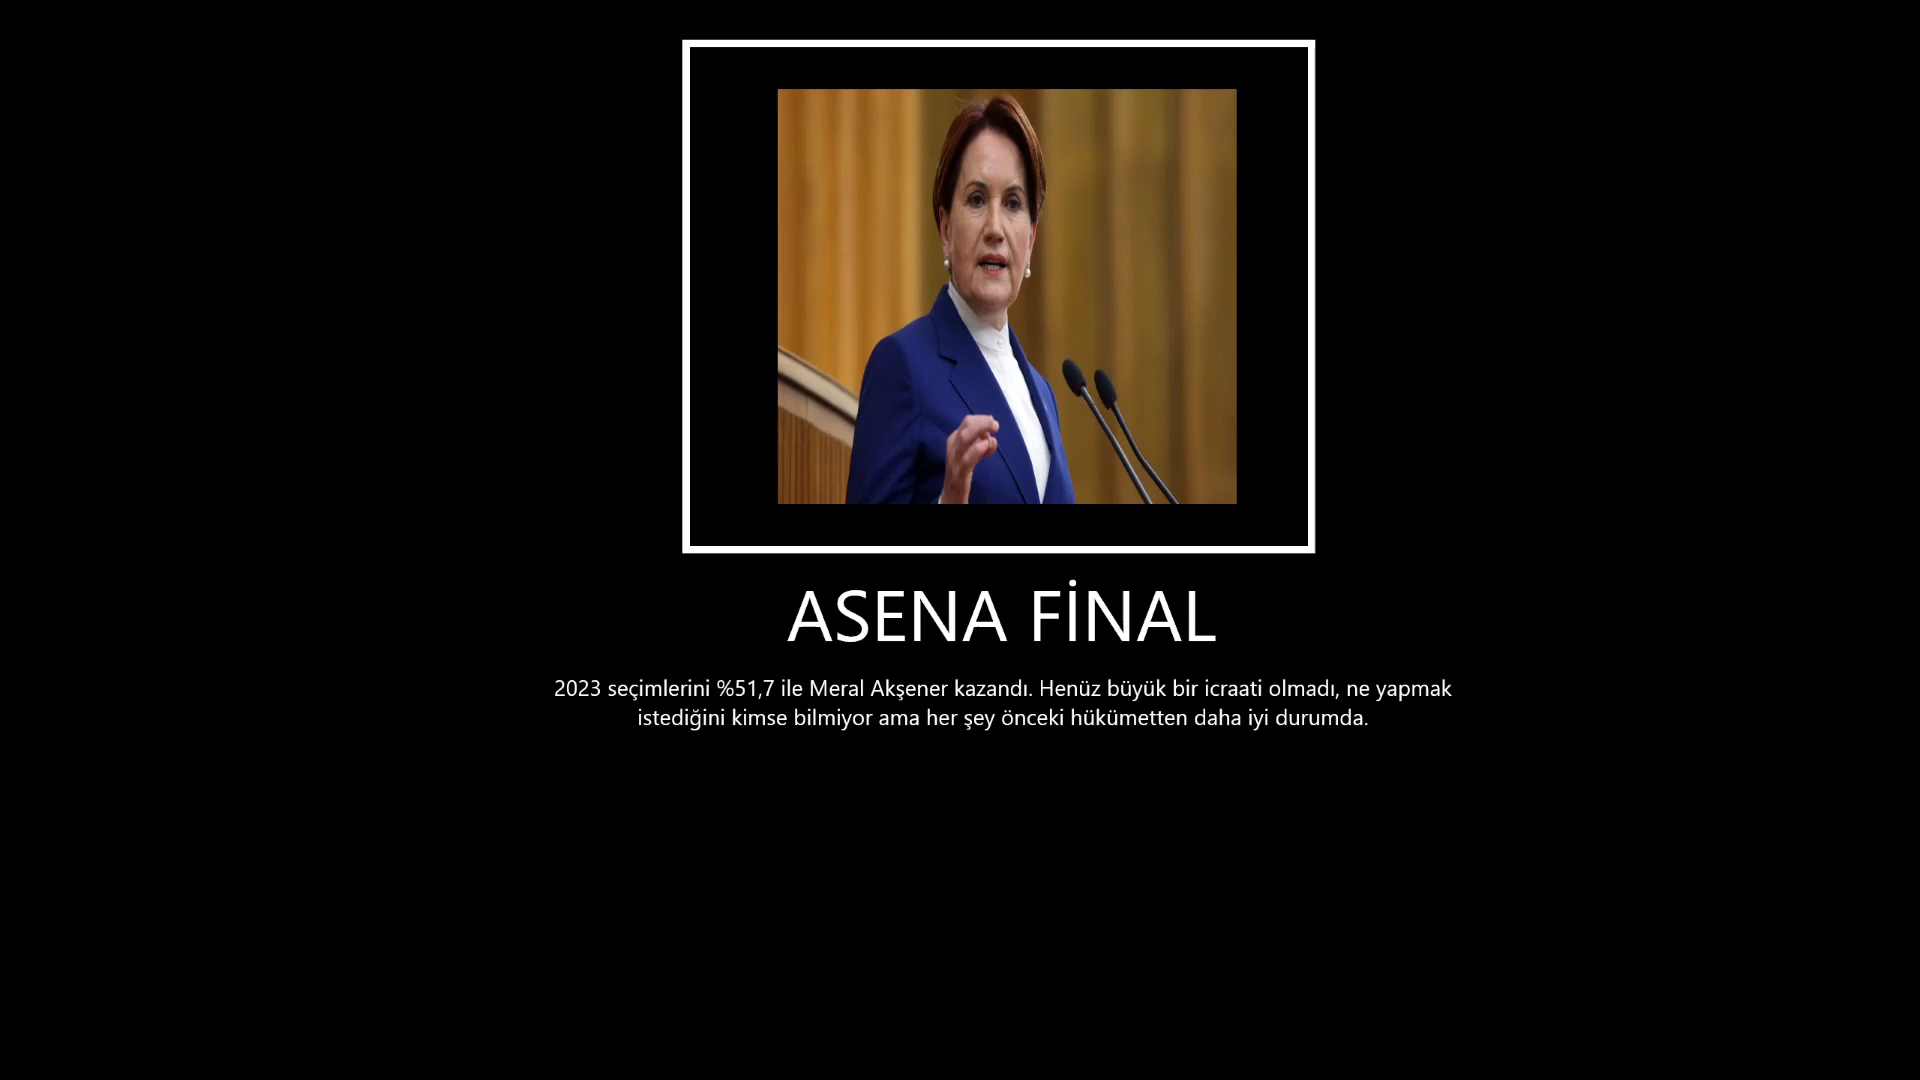 ASENA FİNAL
2023 seçimlerini %51,7 ile Meral Akşener kazandı. Henüz büyük bir icraati olmadı, ne yapmak
istediğini kimse bilmiyor ama her şey önceki hükümetten daha iyi durumda.